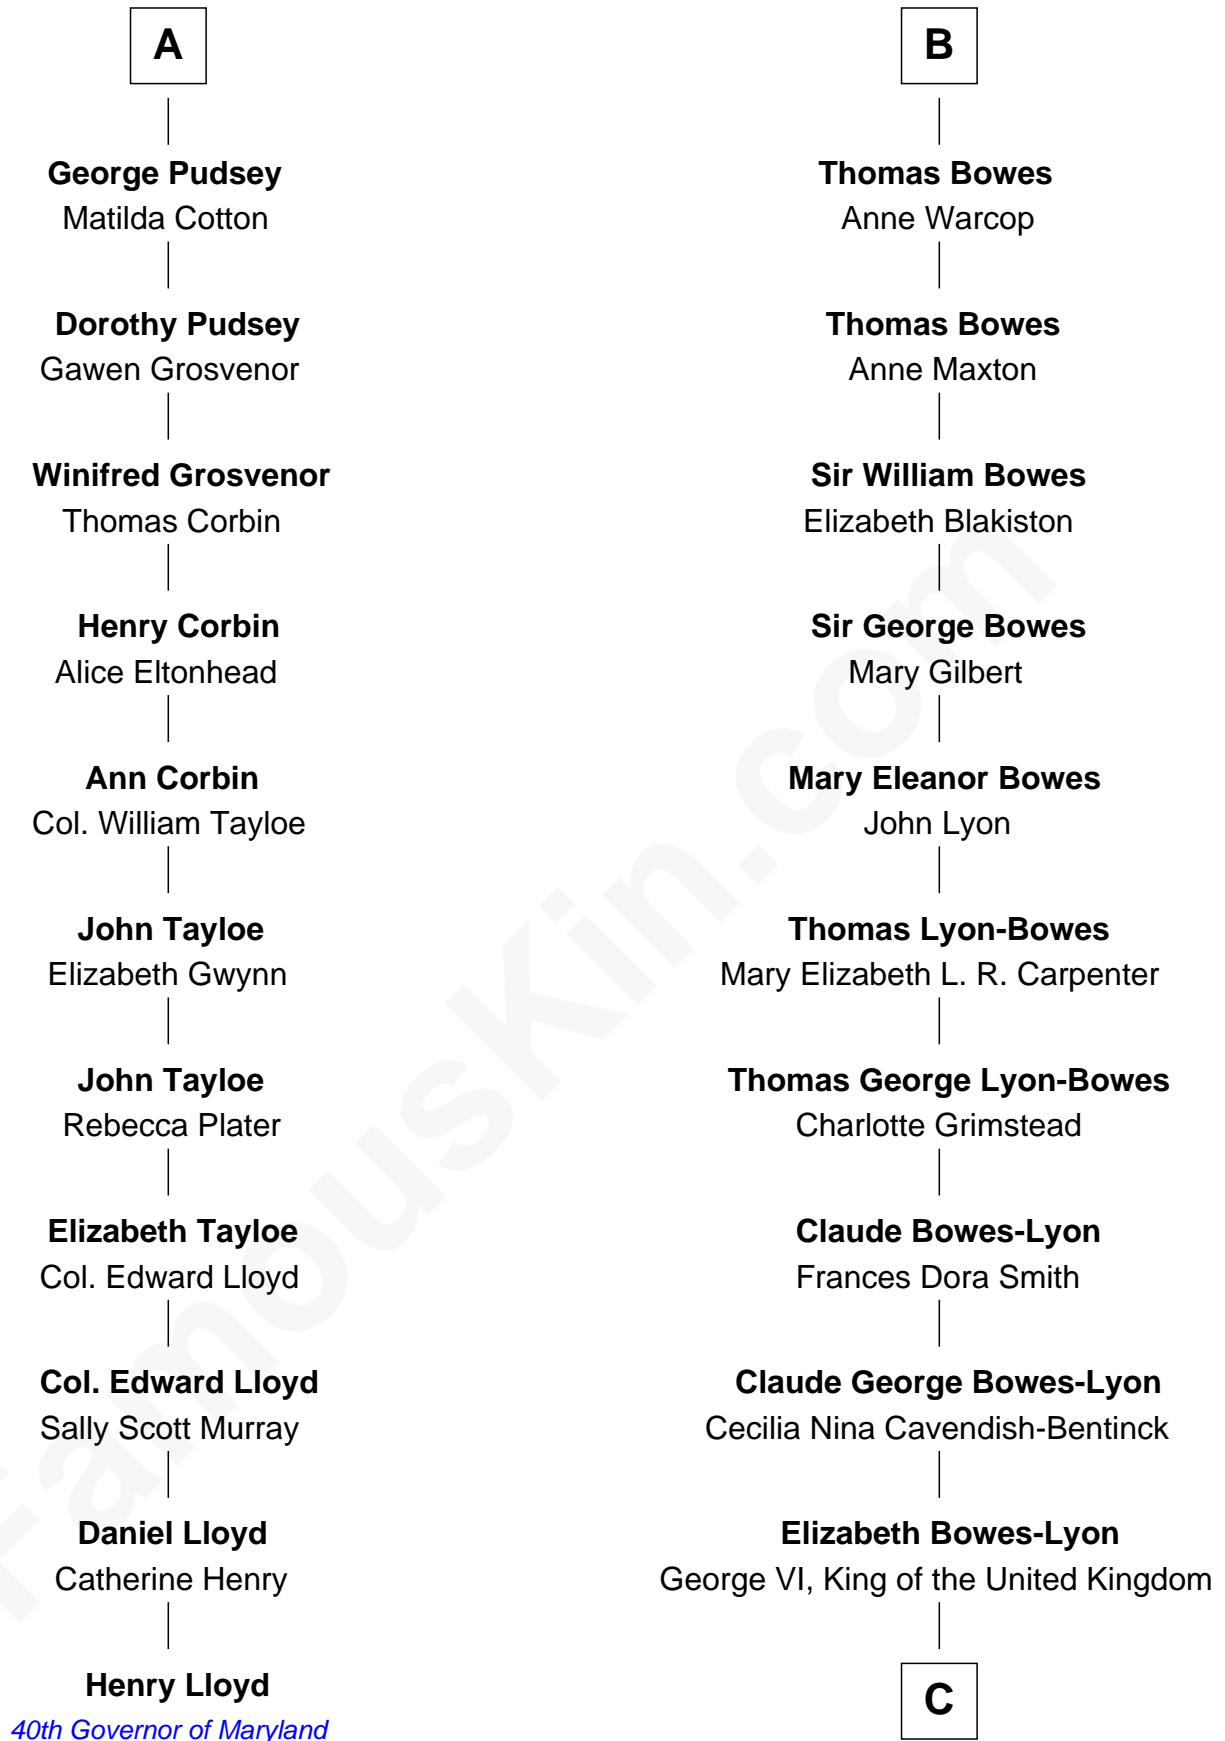 A
George Pudsey
Matilda Cotton
Dorothy Pudsey
Gawen Grosvenor
Winifred Grosvenor
Thomas Corbin
Henry Corbin
Alice Eltonhead
Ann Corbin
Col. William Tayloe
John Tayloe
Elizabeth Gwynn
John Tayloe
Rebecca Plater
Elizabeth Tayloe
Col. Edward Lloyd
Col. Edward Lloyd
Sally Scott Murray
Daniel Lloyd
Catherine Henry
Henry Lloyd
40th Governor of Maryland
B
Thomas Bowes
Anne Warcop
Thomas Bowes
Anne Maxton
Sir William Bowes
Elizabeth Blakiston
Sir George Bowes
Mary Gilbert
Mary Eleanor Bowes
John Lyon
Thomas Lyon-Bowes
Mary Elizabeth L. R. Carpenter
Thomas George Lyon-Bowes
Charlotte Grimstead
Claude Bowes-Lyon
Frances Dora Smith
Claude George Bowes-Lyon
Cecilia Nina Cavendish-Bentinck
Elizabeth Bowes-Lyon
George VI, King of the United Kingdom
C
FamousKin.com